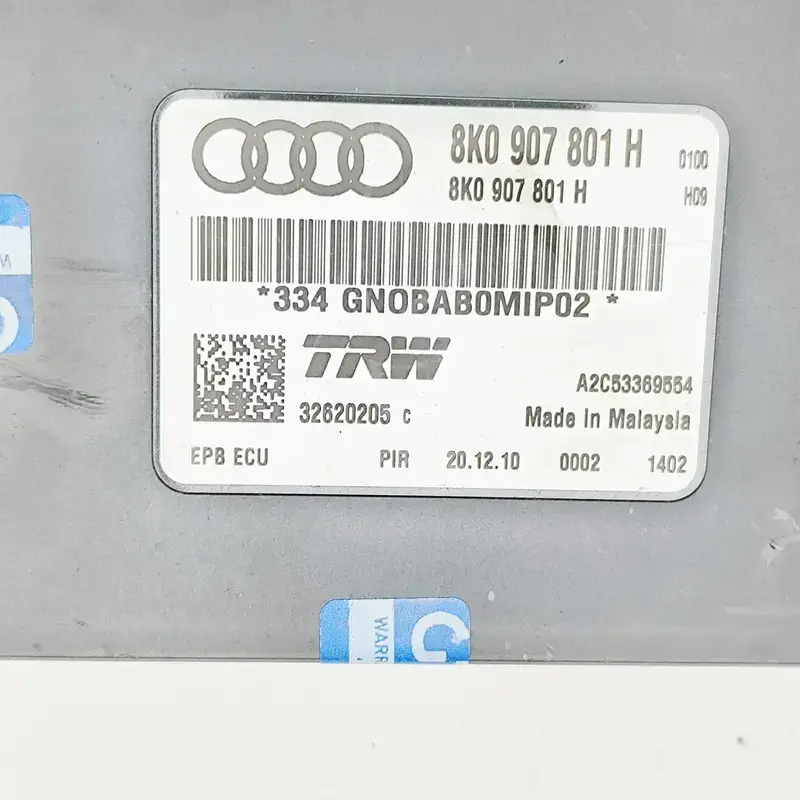 8K0 907 801 H 0100
8K0 907 801 H H09
*334 GN0BAB0MIP02 *
TRW
A2C53369554
32620205 C
Made In Malaysia
EPB ECU PIR 20.12.10 0002 1402